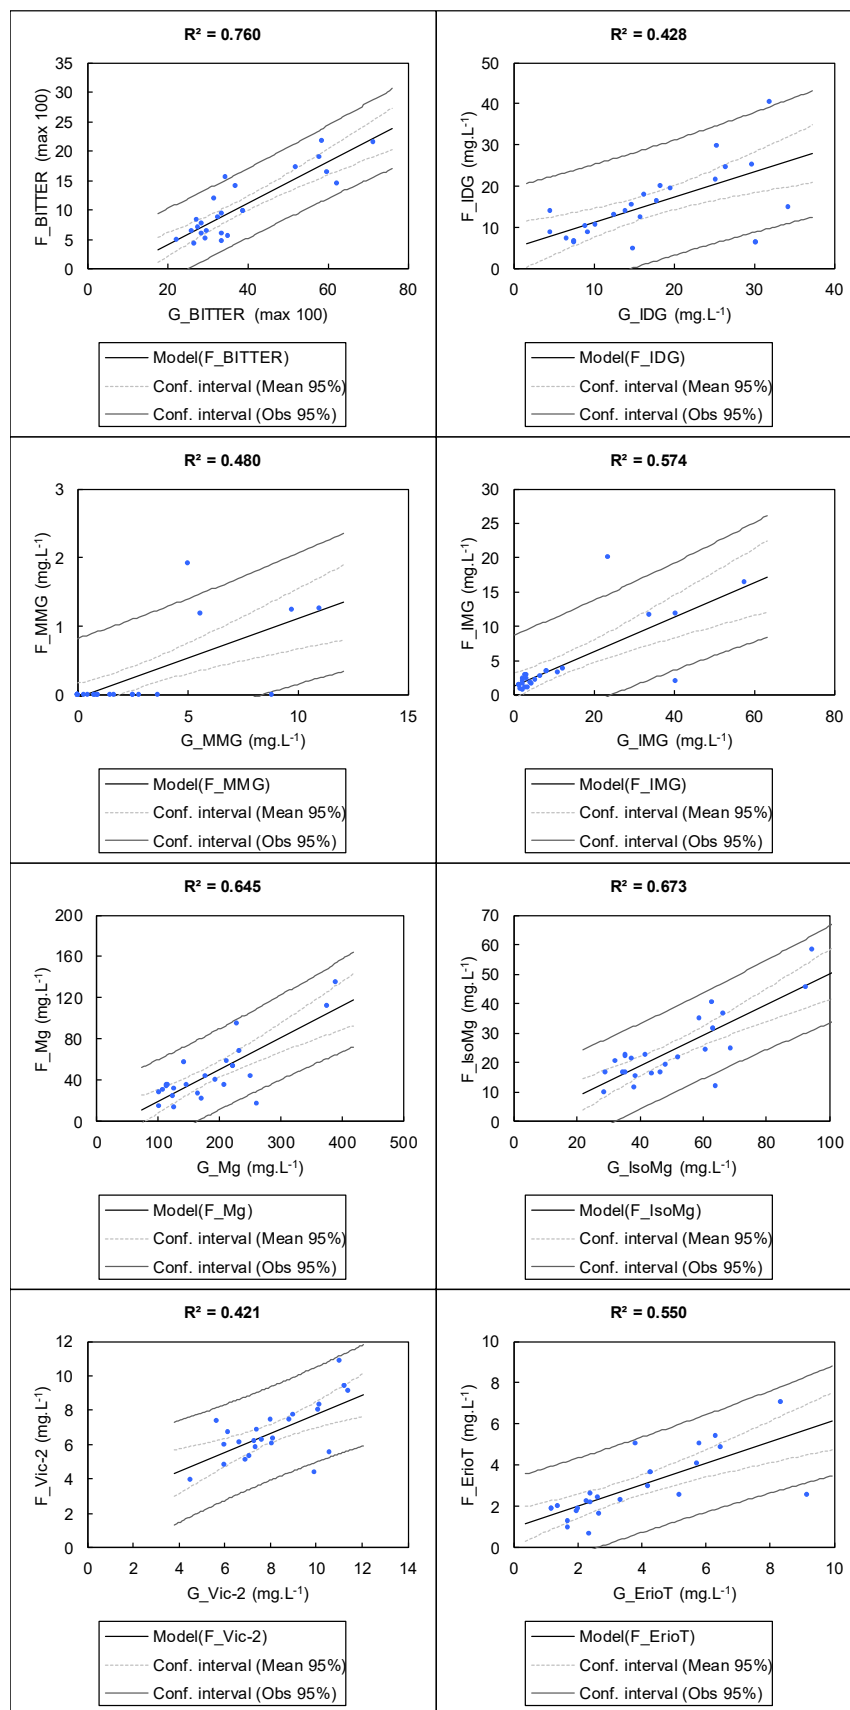 R² = 0.760
35
30
25
20
15
10
5
0
F_BITTER (max 100)
0 20 40 60 80
G_BITTER (max 100)
Model(F_BITTER)
Conf. interval (Mean 95%)
Conf. interval (Obs 95%)
R² = 0.428
50
40
30
20
10
0
F_IDG (mg.L⁻¹)
0 10 20 30 40
G_IDG (mg.L⁻¹)
Model(F_IDG)
Conf. interval (Mean 95%)
Conf. interval (Obs 95%)
R² = 0.480
3
2
1
0
F_MMG (mg.L⁻¹)
0 5 10 15
G_MMG (mg.L⁻¹)
Model(F_MMG)
Conf. interval (Mean 95%)
Conf. interval (Obs 95%)
R² = 0.574
30
25
20
15
10
5
0
F_IMG (mg.L⁻¹)
0 20 40 60 80
G_IMG (mg.L⁻¹)
Model(F_IMG)
Conf. interval (Mean 95%)
Conf. interval (Obs 95%)
R² = 0.645
200
160
120
80
40
0
F_Mg (mg.L⁻¹)
0 100 200 300 400 500
G_Mg (mg.L⁻¹)
Model(F_Mg)
Conf. interval (Mean 95%)
Conf. interval (Obs 95%)
R² = 0.673
70
60
50
40
30
20
10
0
F_IsoMg (mg.L⁻¹)
0 20 40 60 80 100
G_IsoMg (mg.L⁻¹)
Model(F_IsoMg)
Conf. interval (Mean 95%)
Conf. interval (Obs 95%)
R² = 0.421
12
10
8
6
4
2
0
F_Vic-2 (mg.L⁻¹)
0 2 4 6 8 10 12 14
G_Vic-2 (mg.L⁻¹)
Model(F_Vic-2)
Conf. interval (Mean 95%)
Conf. interval (Obs 95%)
R² = 0.550
10
8
6
4
2
0
F_ErioT (mg.L⁻¹)
0 2 4 6 8 10
G_ErioT (mg.L⁻¹)
Model(F_ErioT)
Conf. interval (Mean 95%)
Conf. interval (Obs 95%)